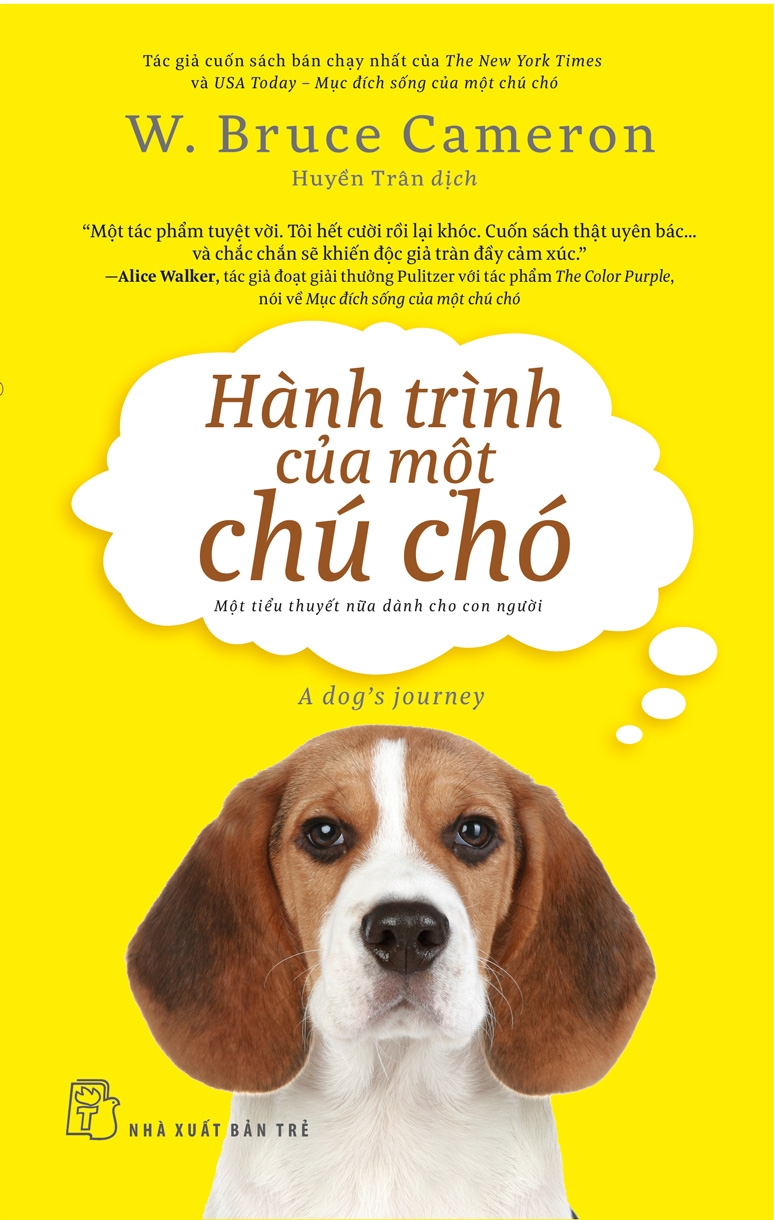 Tác giả cuốn sách bán chạy nhất của The New York Times
và USA Today – Mục đích sống của một chú chó
W. Bruce Cameron
Huyền Trân dịch
“Một tác phẩm tuyệt vời. Tôi hết cười rồi lại khóc. Cuốn sách thật uyên bác...
và chắc chắn sẽ khiến độc giả tràn đầy cảm xúc.”
—Alice Walker, tác giả đoạt giải thưởng Pulitzer với tác phẩm The Color Purple,
nói về Mục đích sống của một chú chó
Hành trình
của một
chú chó
Một tiểu thuyết nữa dành cho con người
A dog’s journey
NHÀ XUẤT BẢN TRẺ